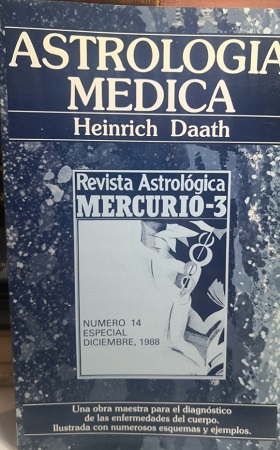 ASTROLOGIA
MEDICA
Heinrich Daath
Revista Astrológica
MERCURIO-3
NUMERO 14
ESPECIAL
DICIEMBRE, 1988
Una obra maestra para el diagnóstico
de las enfermedades del cuerpo.
Ilustrada con numerosos esquemas y ejemplos.